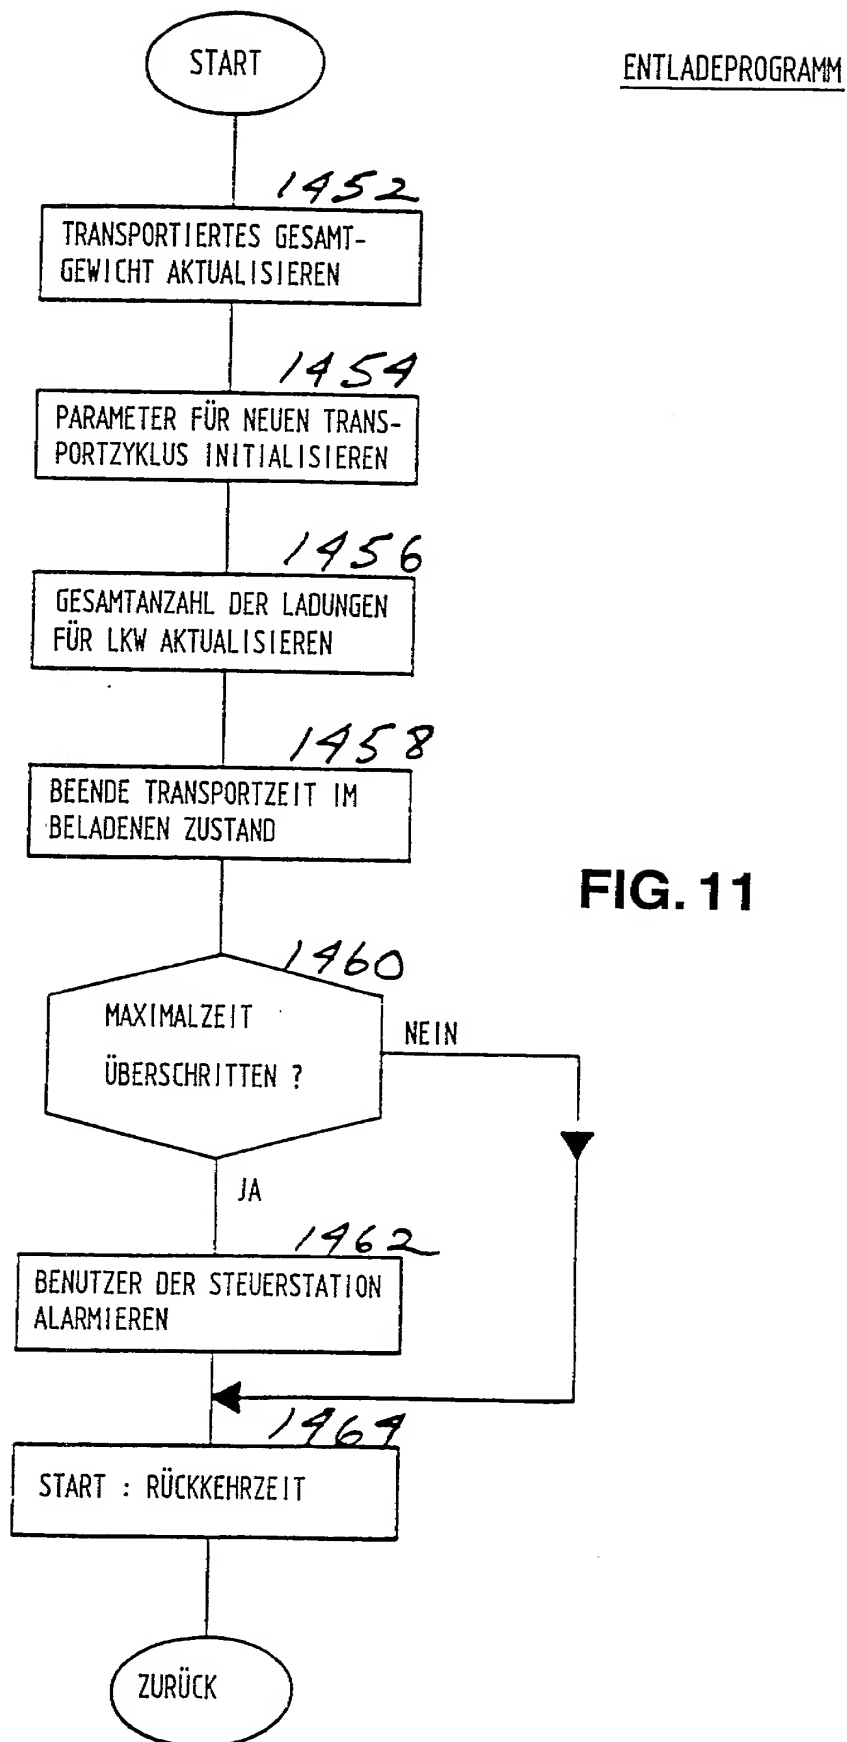 START
ENTLADEPROGRAMM
1452
TRANSPORTIERTES GESAMT-
GEWICHT AKTUALISIEREN
1454
PARAMETER FÜR NEUEN TRANS-
PORTZYKLUS INITIALISIEREN
1456
GESAMTANZAHL DER LADUNGEN
FÜR LKW AKTUALISIEREN
1458
BEENDE TRANSPORTZEIT IM
BELADENEN ZUSTAND
FIG. 11
1460
MAXIMALZEIT
ÜBERSCHRITTEN ?
NEIN
JA
1462
BENUTZER DER STEUERSTATION
ALARMIEREN
1464
START : RÜCKKEHRZEIT
ZURÜCK